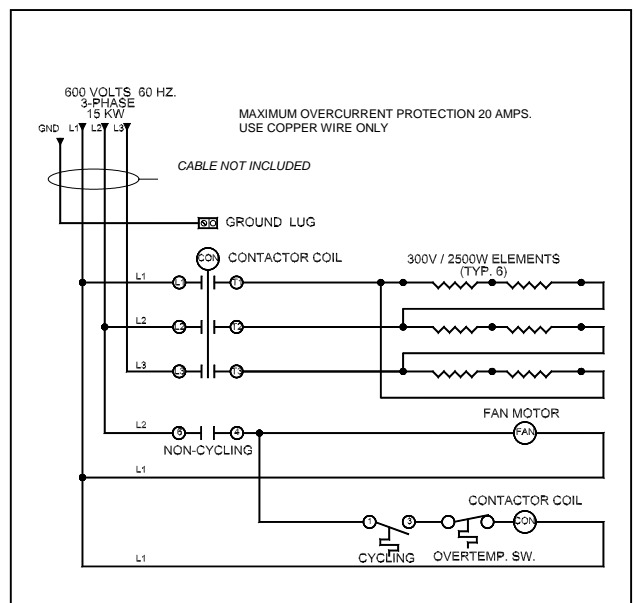 600 VOLTS 60 HZ.
3-PHASE
15 KW
GND L1 L2 L3
MAXIMUM OVERCURRENT PROTECTION 20 AMPS.
USE COPPER WIRE ONLY
CABLE NOT INCLUDED
GROUND LUG
CON CONTACTOR COIL
300V / 2500W ELEMENTS
(TYP. 6)
L1 L1 T1
L2 L2 T2
L3 L3 T3
FAN MOTOR
L2 6 4 FAN
NON-CYCLING
L1
CONTACTOR COIL
1 3 CON
CYCLING OVERTEMP. SW.
L1